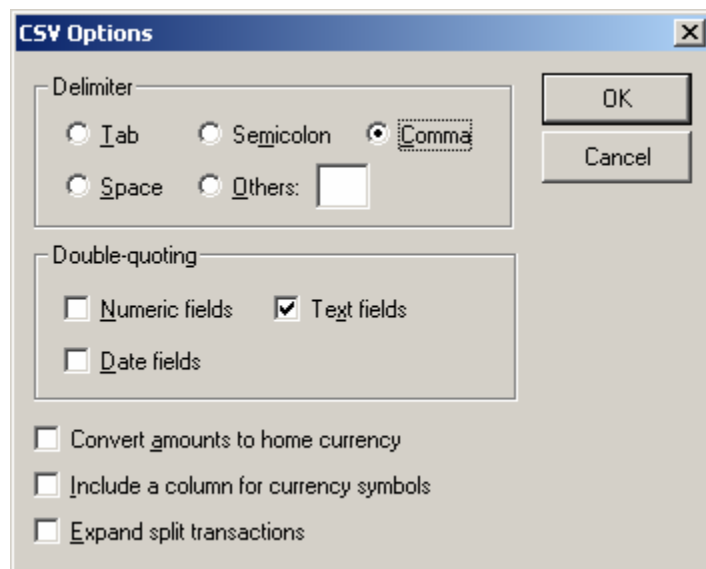 CSV Options
Delimiter
OK
Tab Semicolon Comma
Cancel
Space Others:
Double-quoting
Numeric fields Text fields
Date fields
Convert amounts to home currency
Include a column for currency symbols
Expand split transactions